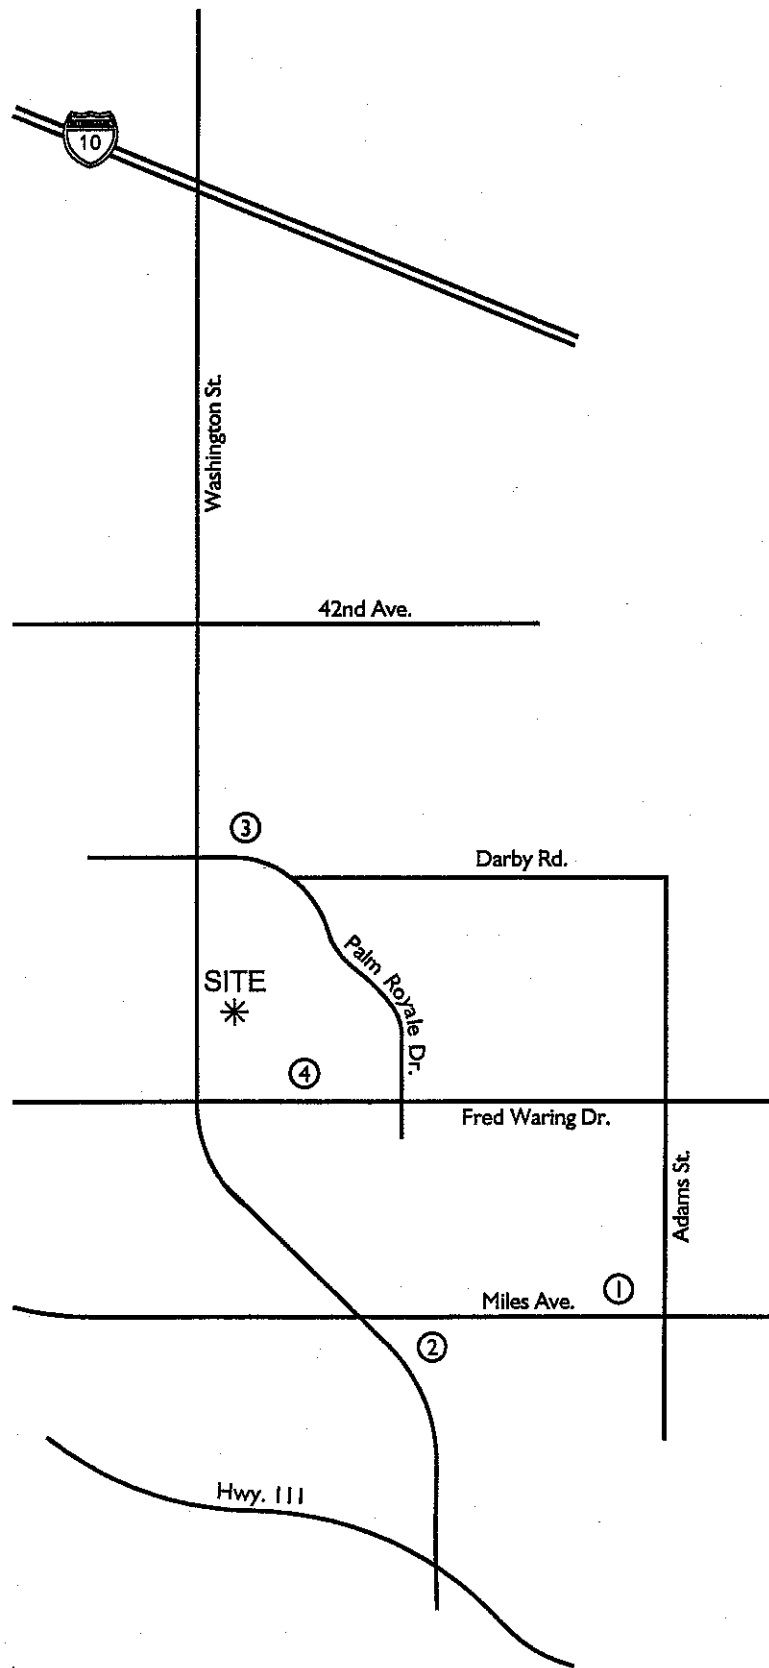 10
Washington St.
42nd Ave.
3
Darby Rd.
Palm Royale Dr.
SITE
4
Fred Waring Dr.
Adams St.
1
Miles Ave.
2
Hwy. 111